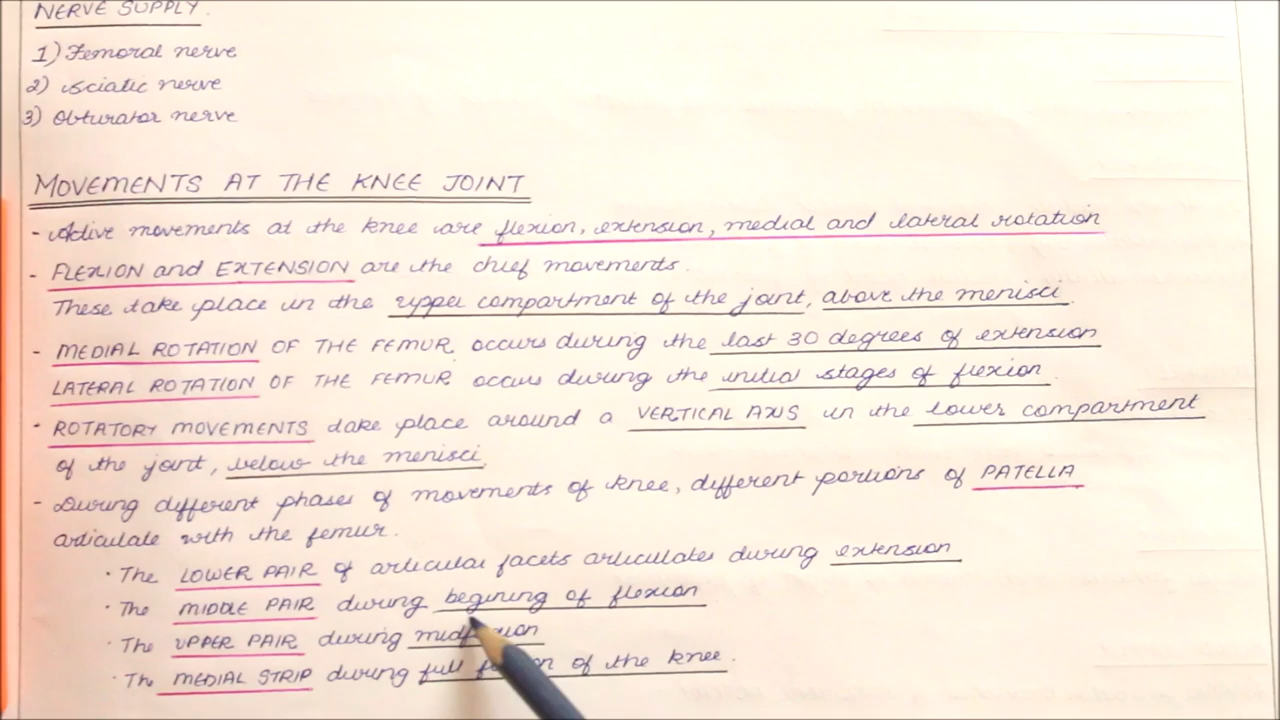 NERVE SUPPLY.
1) Femoral nerve
2) Sciatic nerve
3) Obturator nerve
MOVEMENTS AT THE KNEE JOINT
- Active movements at the knee are flexion, extension, medial and lateral rotation
- FLEXION and EXTENSION are the chief movements.
These take place in the upper compartment of the joint, above the menisci.
- MEDIAL ROTATION OF THE FEMUR occurs during the last 30 degrees of extension
LATERAL ROTATION OF THE FEMUR occurs during the initial stages of flexion.
- ROTATORY MOVEMENTS take place around a VERTICAL AXIS in the lower compartment
of the joint, below the menisci.
- During different phases of movements of knee, different portions of PATELLA
articulate with the femur.
· The LOWER PAIR of articular facets articulates during extension
· The MIDDLE PAIR during begining of flexion
· The UPPER PAIR during
· The MEDIAL STRIP during full of the knee.